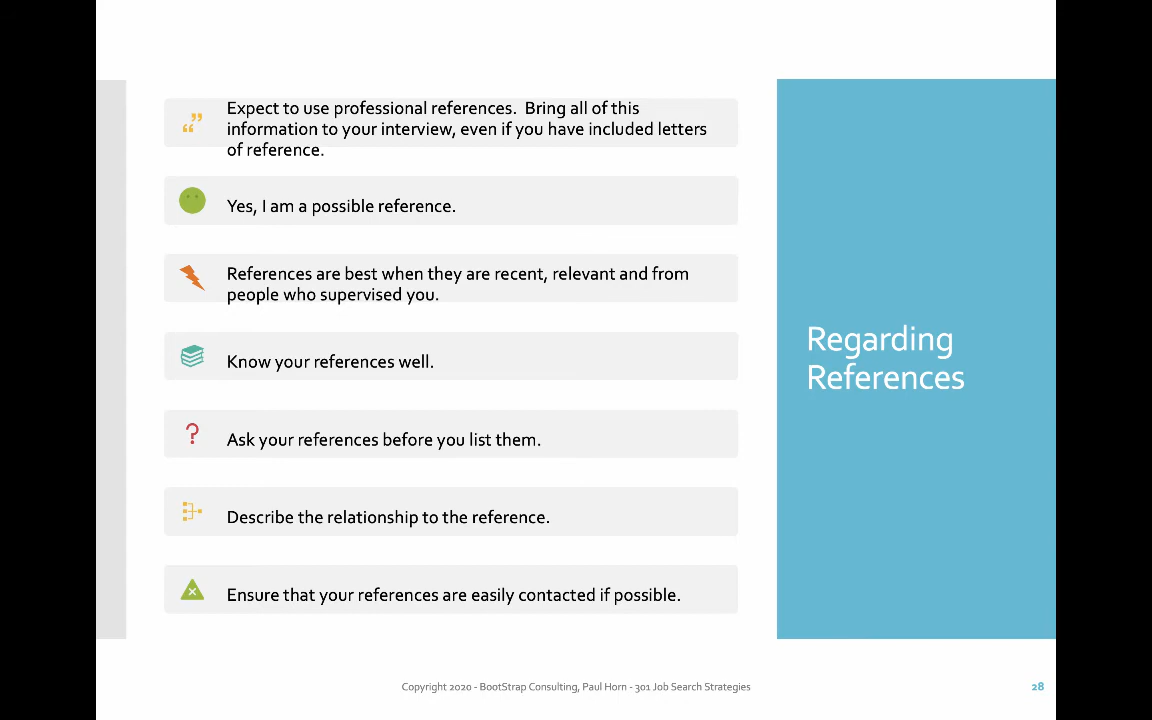 Expect to use professional references.  Bring all of this
information to your interview, even if you have included letters
of reference.
Yes, I am a possible reference.
References are best when they are recent, relevant and from
people who supervised you.
Know your references well.
Ask your references before you list them.
Describe the relationship to the reference.
Ensure that your references are easily contacted if possible.
Regarding
References
Copyright 2020 - BootStrap Consulting, Paul Horn - 301 Job Search Strategies
28